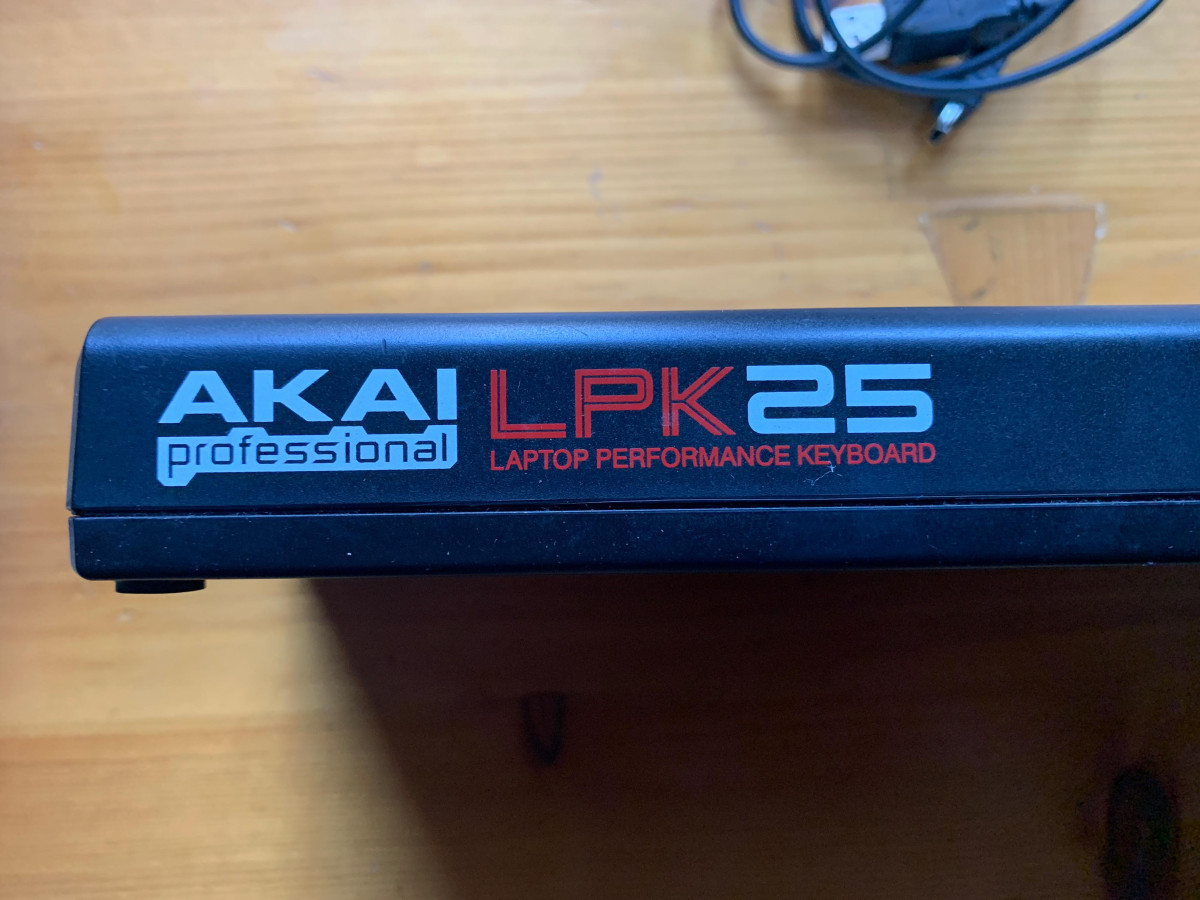 AKAI
professional
LPK25
LAPTOP PERFORMANCE KEYBOARD